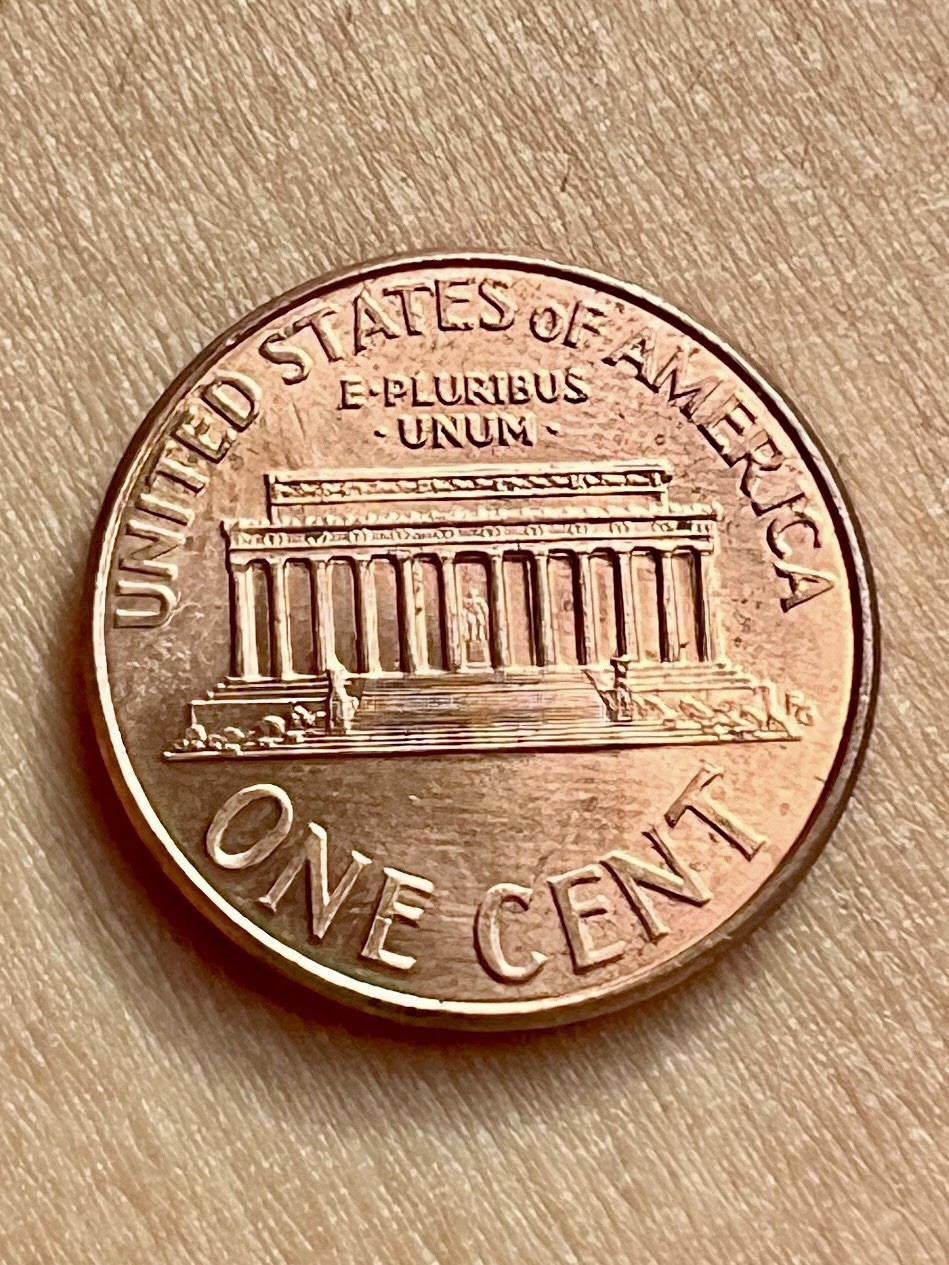 UNITED STATES OF AMERICA
E·PLURIBUS
·UNUM·
ONE CENT